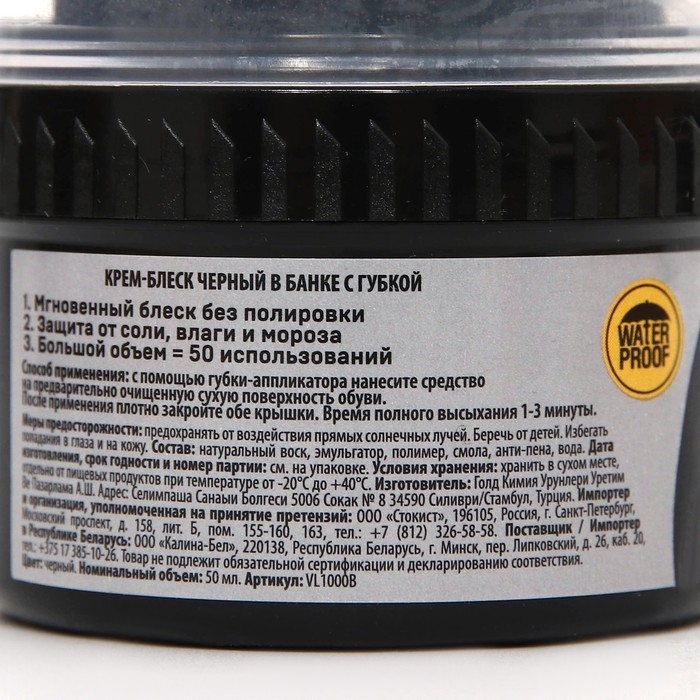 КРЕМ-БЛЕСК ЧЕРНЫЙ В БАНКЕ С ГУБКОЙ
1. Мгновенный блеск без полировки
2. Защита от соли, влаги и мороза
3. Большой объем = 50 использований
WATER
PROOF
Способ применения: с помощью губки-аппликатора нанесите средство
на предварительно очищенную сухую поверхность обуви.
После применения плотно закройте обе крышки. Время полного высыхания 1-3 минуты.
Меры предосторожности: предохранять от воздействия прямых солнечных лучей. Беречь от детей. Избегать
попадания в глаза и на кожу. Состав: натуральный воск, эмульгатор, полимер, смола, анти-пена, вода. Дата
изготовления, срок годности и номер партии: см. на упаковке. Условия хранения: хранить в сухом месте,
отдельно от пищевых продуктов при температуре от -20°С до +40°С. Изготовитель: Голд Кимия Урунлери Уретим
Ве Пазарлама А.Ш. Адрес Селимпаша Санаыи Болгеси 5006 Сокак № 8 34590 Силиври/Стамбул, Турция. Импортер
и организация, уполномоченная на принятие претензий: ООО «Стокист», 196105, Россия, г. Санкт-Петербург,
Московский проспект, д. 158, лит. Б, пом. 155-160, 163, тел.: +7 (812) 326-58-58. Поставщик / Импортер
в Республике Беларусь: ООО «Калина-Бел», 220138, Республика Беларусь, г. Минск, пер. Липковский, д. 26, каб. 20,
тел.: +375 17 385-10-26. Товар не подлежит обязательной сертификации и декларированию соответствия.
Цвет: черный. Номинальный объем: 50 мл. Артикул: VL1000B